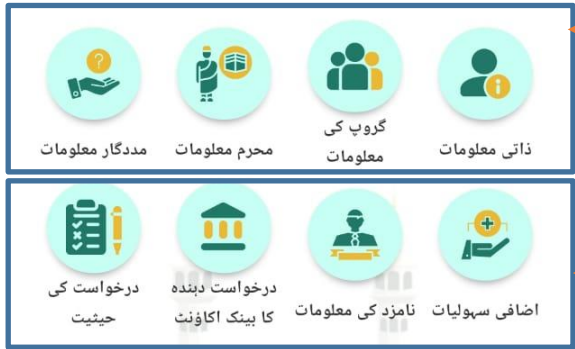 ذاتی معلومات
گروپ کی
معلومات
محرم معلومات
مددگار معلومات
اضافی سہولیات
نامزد کی معلومات
درخواست دہندہ
کا بینک اکاؤنٹ
درخواست کی
حیثیت